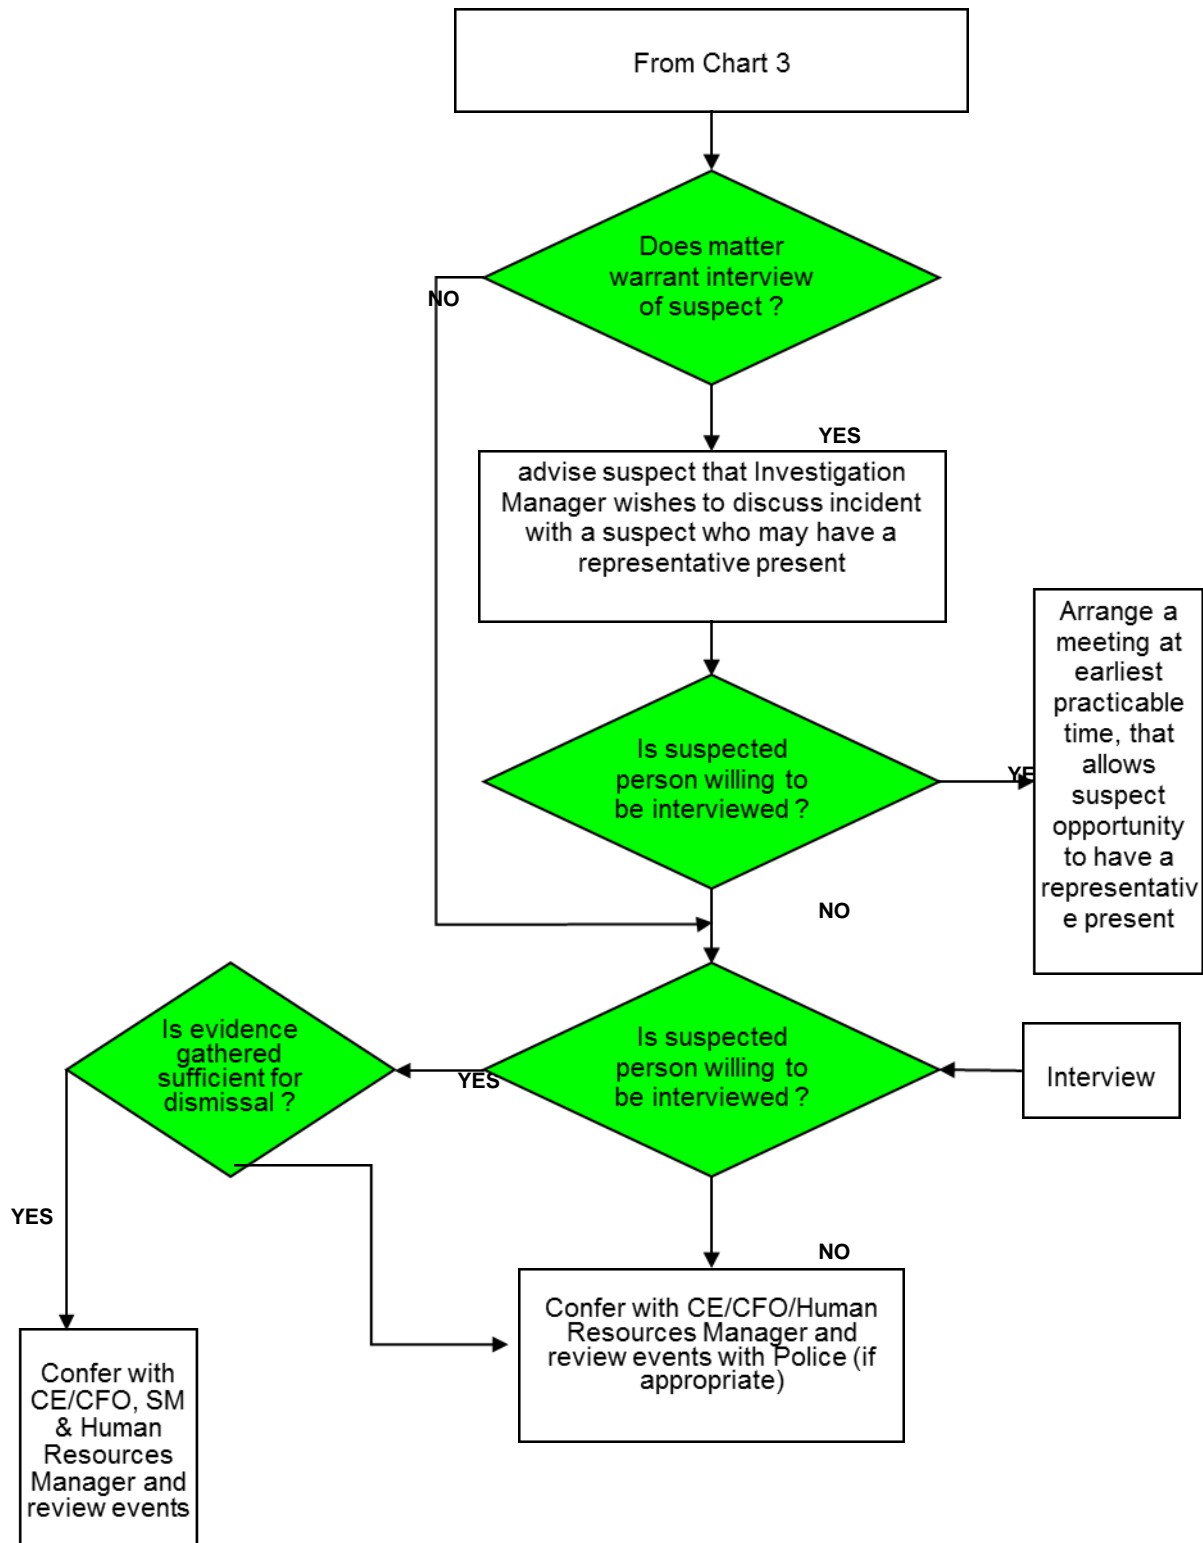 From Chart 3
Does matter
warrant interview
of suspect ?
NO
YES
advise suspect that Investigation
Manager wishes to discuss incident
with a suspect who may have a
representative present
Is suspected
person willing to
be interviewed ?
YE
Arrange a
meeting at
earliest
practicable
time, that
allows
suspect
opportunity
to have a
representativ
e present
NO
Is evidence
gathered
sufficient for
dismissal ?
YES
Is suspected
person willing to
be interviewed ?
Interview
YES
NO
Confer with
CE/CFO, SM
& Human
Resources
Manager and
review events
Confer with CE/CFO/Human
Resources Manager and
review events with Police (if
appropriate)